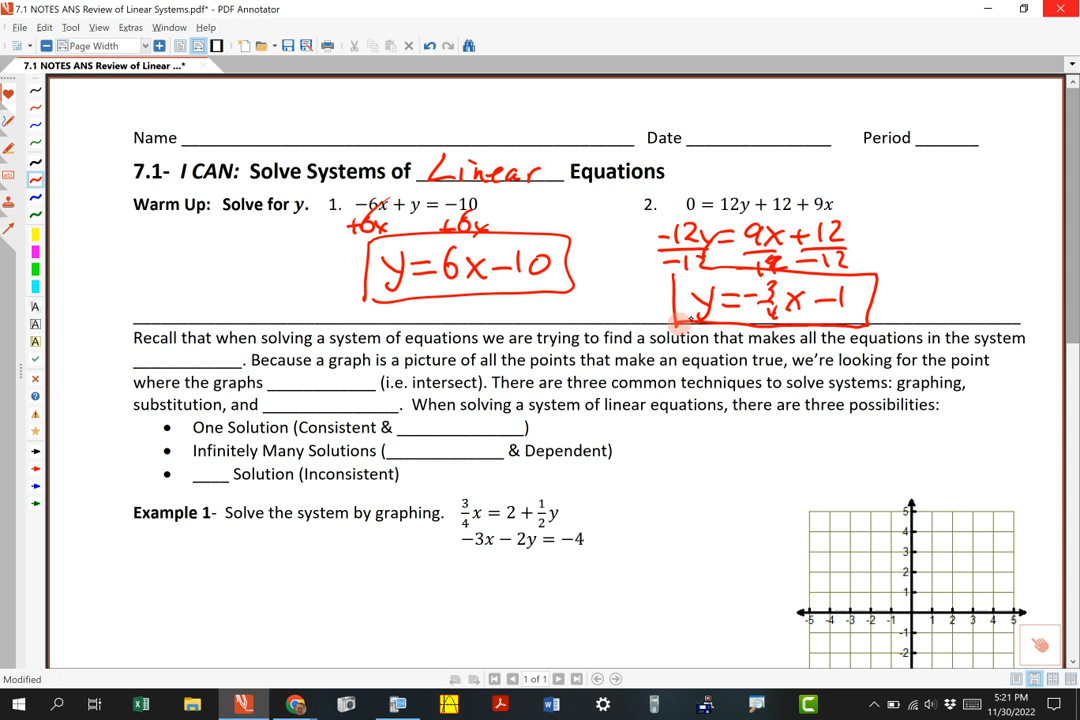 7.1 NOTES ANS Review of Linear Systems.pdf* - PDF Annotator
File Edit Tool View Extras Window Help
Page Width
7.1 NOTES ANS Review of Linear ...*
Name Date Period
7.1- I CAN: Solve Systems of Linear Equations
Warm Up: Solve for y. 1. −6x + y = −10 2. 0 = 12y + 12 + 9x
+6x +6x -12y = 9x + 12
-12 -12 -12
y = 6x - 10 y = -3/4 x - 1
Recall that when solving a system of equations we are trying to find a solution that makes all the equations in the system
____________. Because a graph is a picture of all the points that make an equation true, we're looking for the point
where the graphs ____________ (i.e. intersect). There are three common techniques to solve systems: graphing,
substitution, and _______________. When solving a system of linear equations, there are three possibilities:
• One Solution (Consistent & ______________)
• Infinitely Many Solutions (_____________ & Dependent)
• ____ Solution (Inconsistent)
Example 1- Solve the system by graphing. 3/4 x = 2 + 1/2 y
−3x − 2y = −4
5
4
3
2
1
-5 -4 -3 -2 -1 1 2 3 4 5
-1
-2
Modified 1 of 1
5:21 PM
11/30/2022